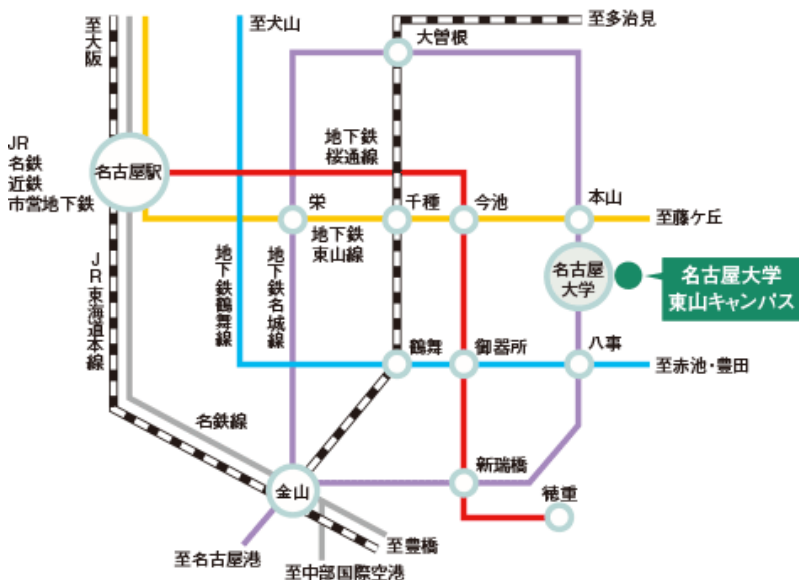 至大阪
至犬山
至多治見
大曽根
JR
名鉄
近鉄
市営地下鉄
名古屋駅
地下鉄
桜通線
栄
千種
今池
本山
至藤ケ丘
地下鉄
東山線
地下鉄鶴舞線
地下鉄名城線
JR東海道本線
名古屋
大学
名古屋大学
東山キャンパス
鶴舞
御器所
八事
至赤池・豊田
名鉄線
金山
新瑞橋
徳重
至名古屋港
至豊橋
至中部国際空港